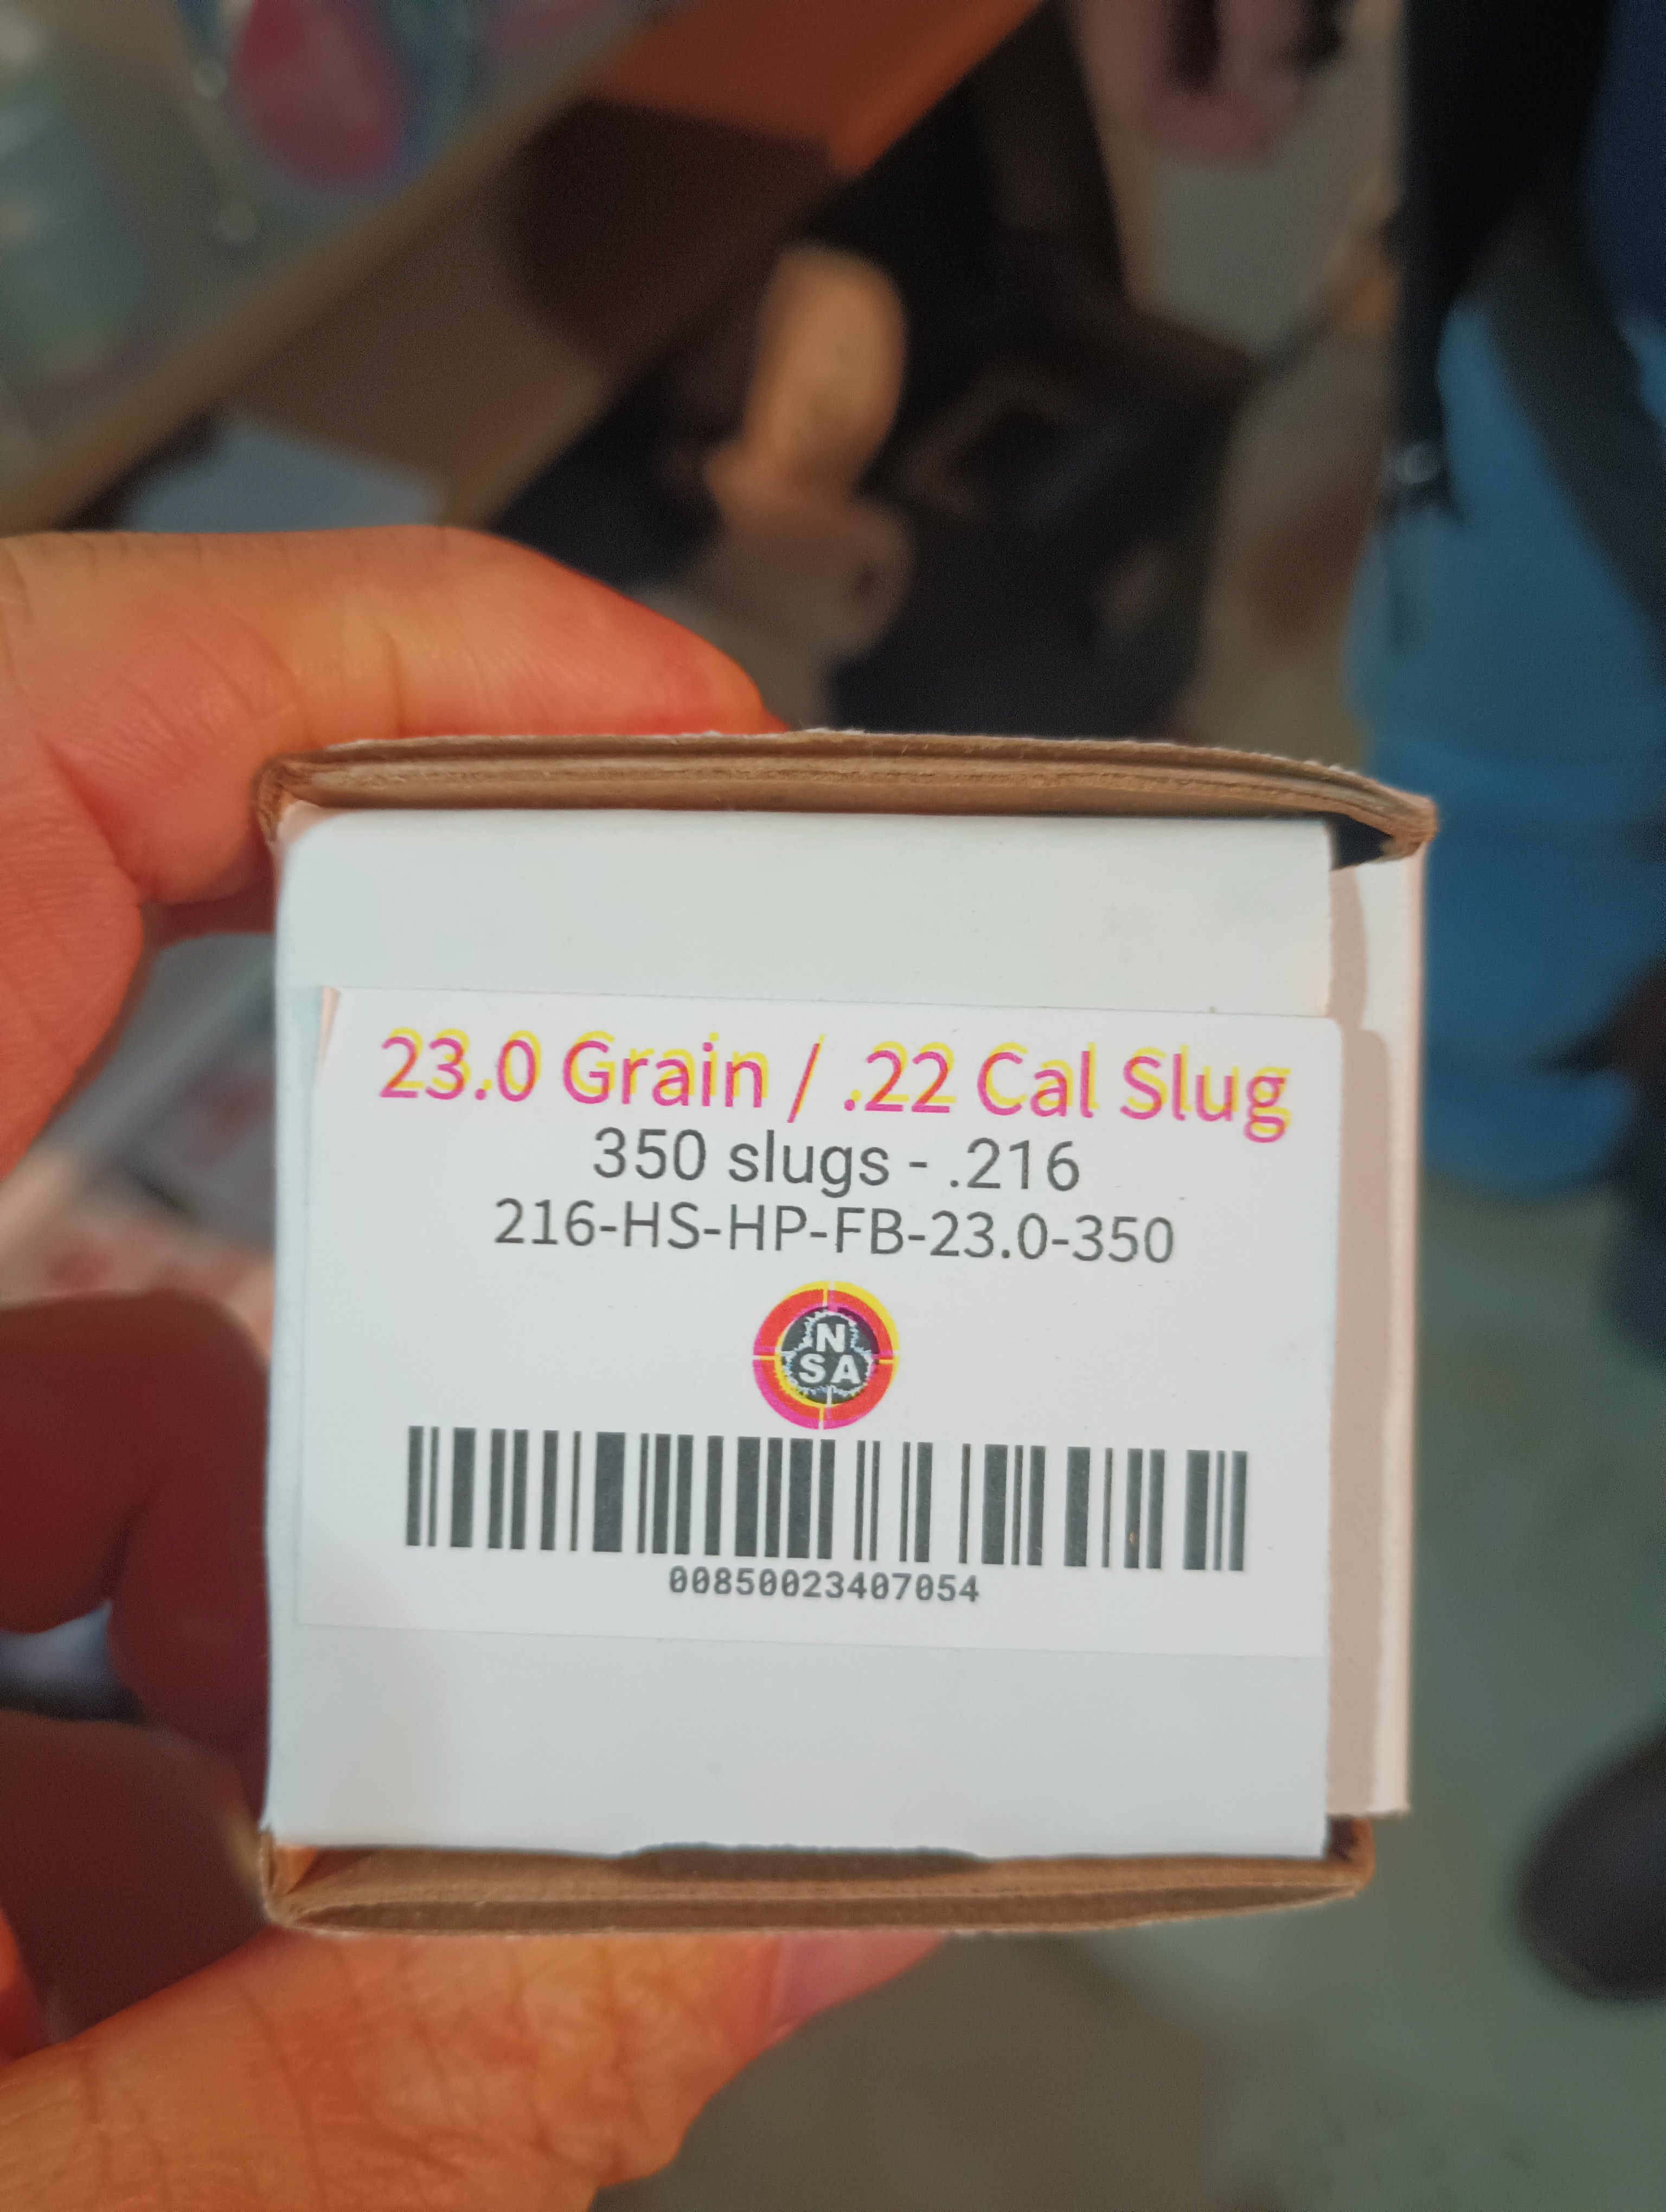 23.0 Grain / .22 Cal Slug
350 slugs - .216
216-HS-HP-FB-23.0-350
N
SA
00850023407054